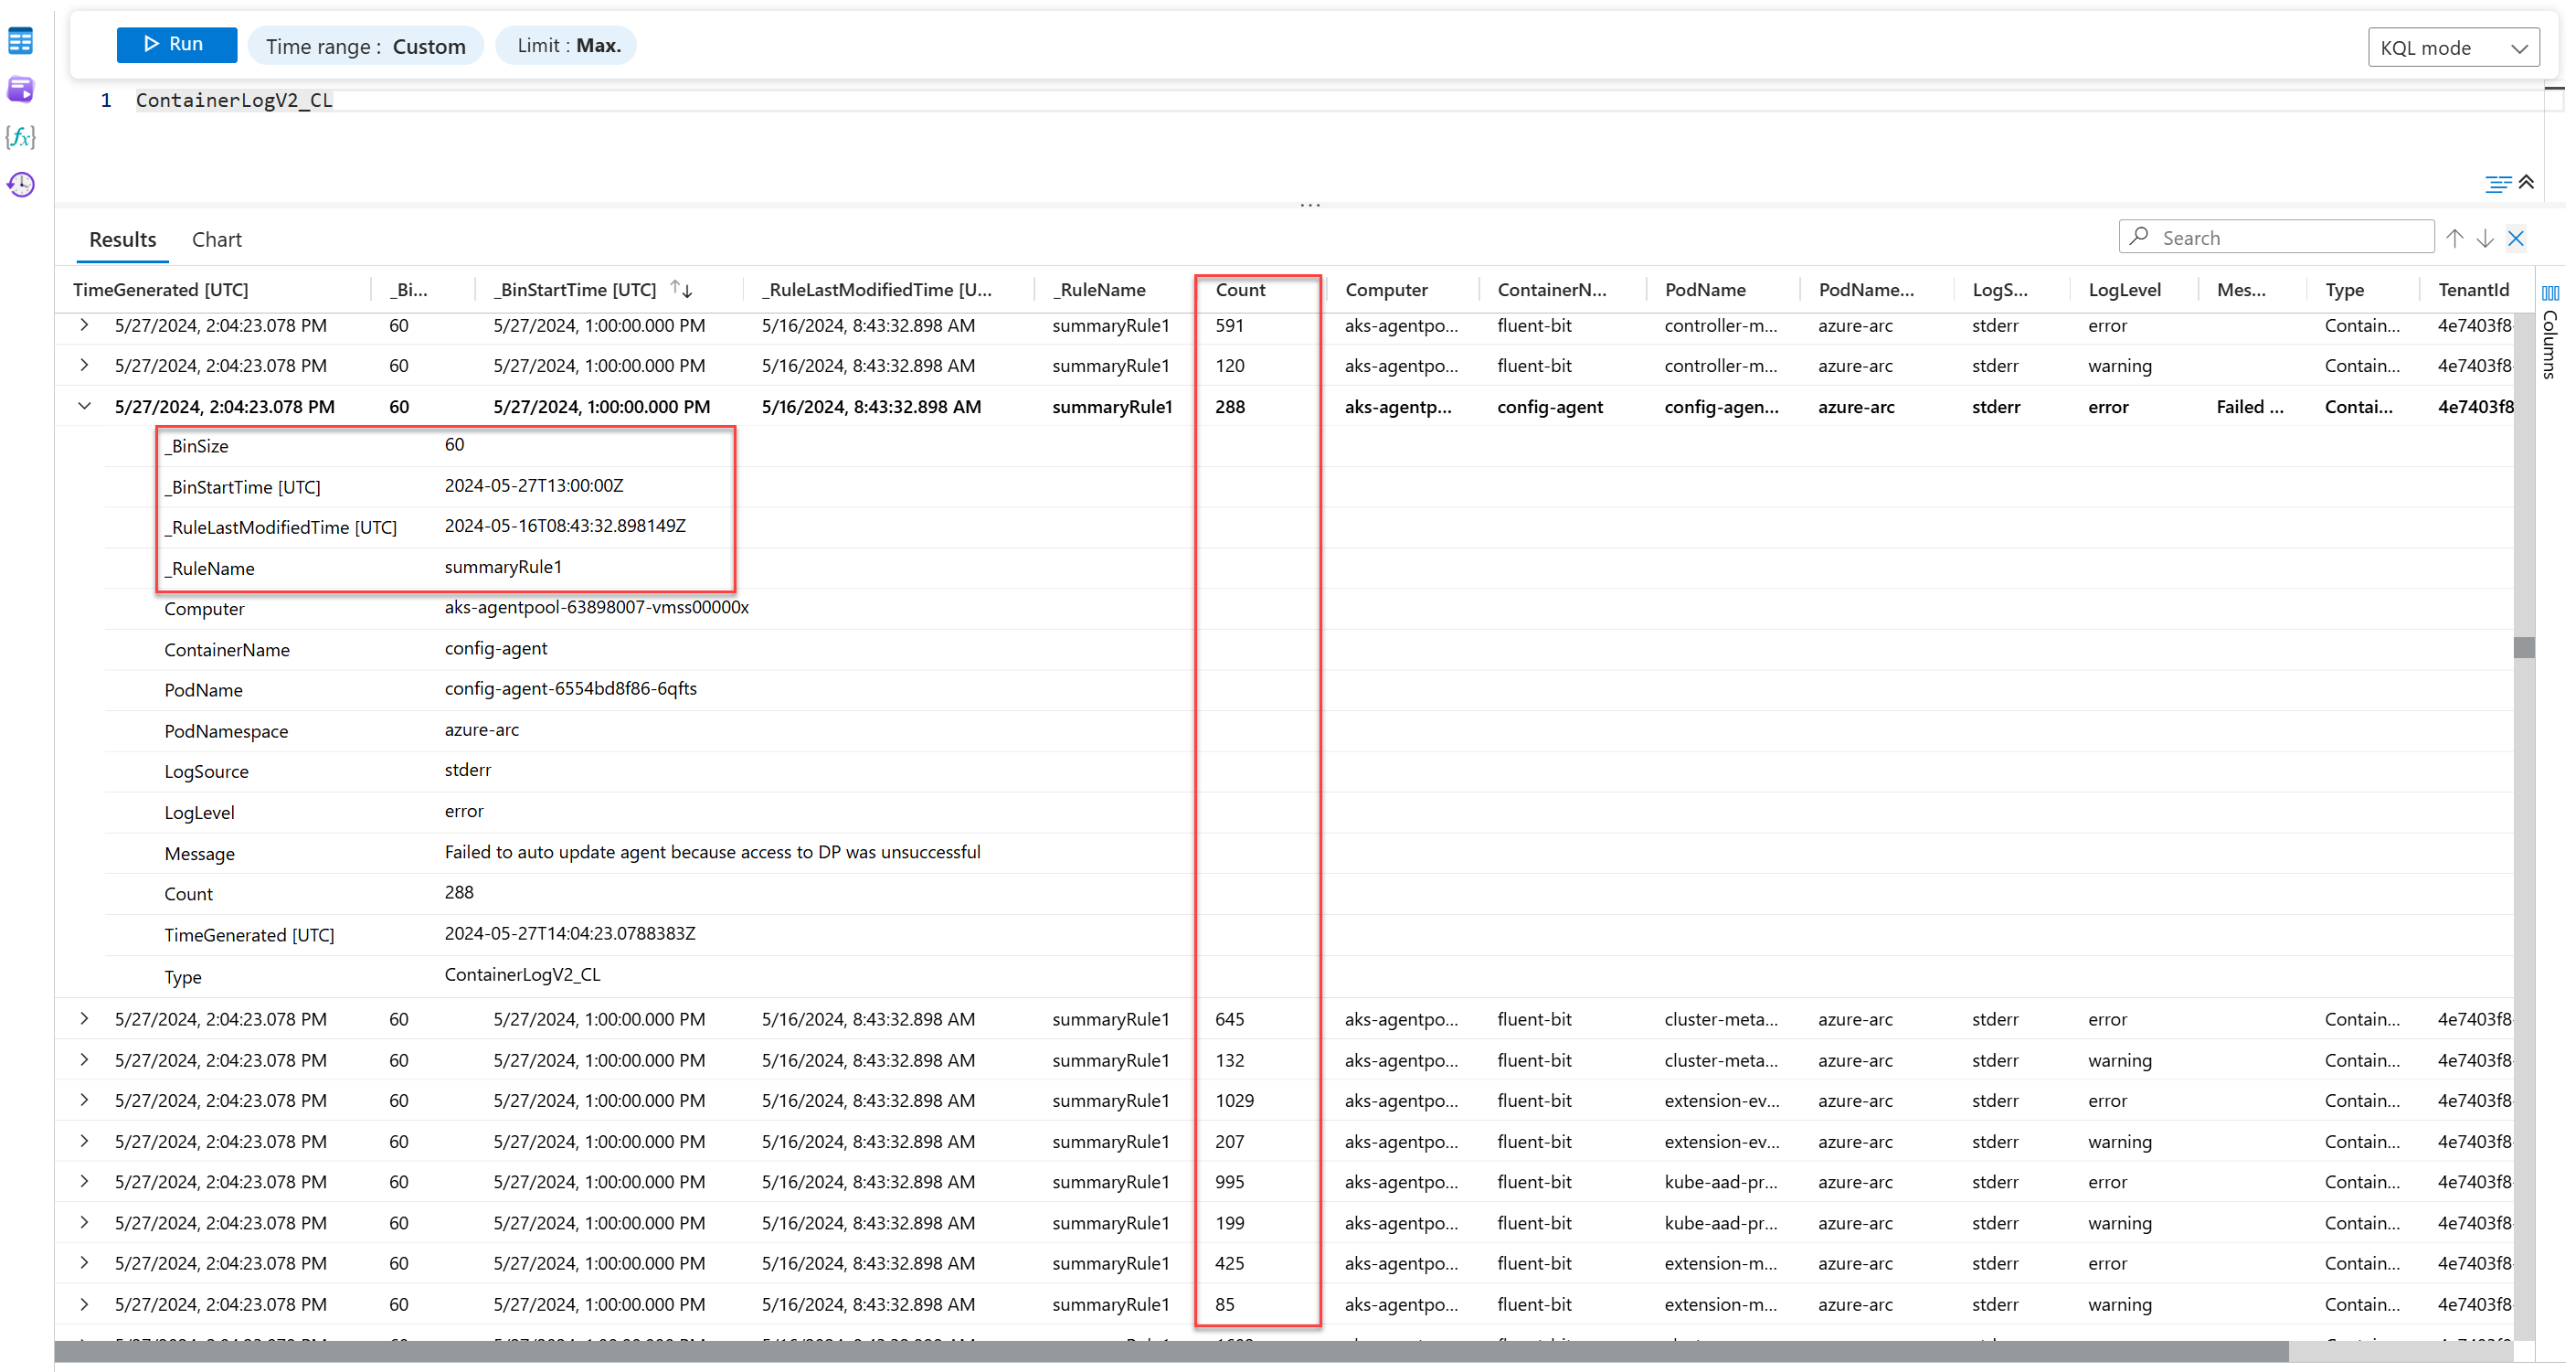 Run Time range : Custom Limit : Max. KQL mode
1 ContainerLogV2_CL
Results Chart Search
TimeGenerated [UTC] _Bi... _BinStartTime [UTC] _RuleLastModifiedTime [U... _RuleName Count Computer ContainerN... PodName PodName... LogS... LogLevel Mes... Type TenantId
Columns
5/27/2024, 2:04:23.078 PM 60 5/27/2024, 1:00:00.000 PM 5/16/2024, 8:43:32.898 AM summaryRule1 591 aks-agentpo... fluent-bit controller-m... azure-arc stderr error Contain... 4e7403f8-
5/27/2024, 2:04:23.078 PM 60 5/27/2024, 1:00:00.000 PM 5/16/2024, 8:43:32.898 AM summaryRule1 120 aks-agentpo... fluent-bit controller-m... azure-arc stderr warning Contain... 4e7403f8-
5/27/2024, 2:04:23.078 PM 60 5/27/2024, 1:00:00.000 PM 5/16/2024, 8:43:32.898 AM summaryRule1 288 aks-agentp... config-agent config-agen... azure-arc stderr error Failed ... Contai... 4e7403f8
_BinSize 60
_BinStartTime [UTC] 2024-05-27T13:00:00Z
_RuleLastModifiedTime [UTC] 2024-05-16T08:43:32.898149Z
_RuleName summaryRule1
Computer aks-agentpool-63898007-vmss00000x
ContainerName config-agent
PodName config-agent-6554bd8f86-6qfts
PodNamespace azure-arc
LogSource stderr
LogLevel error
Message Failed to auto update agent because access to DP was unsuccessful
Count 288
TimeGenerated [UTC] 2024-05-27T14:04:23.0788383Z
Type ContainerLogV2_CL
5/27/2024, 2:04:23.078 PM 60 5/27/2024, 1:00:00.000 PM 5/16/2024, 8:43:32.898 AM summaryRule1 645 aks-agentpo... fluent-bit cluster-meta... azure-arc stderr error Contain... 4e7403f8-
5/27/2024, 2:04:23.078 PM 60 5/27/2024, 1:00:00.000 PM 5/16/2024, 8:43:32.898 AM summaryRule1 132 aks-agentpo... fluent-bit cluster-meta... azure-arc stderr warning Contain... 4e7403f8-
5/27/2024, 2:04:23.078 PM 60 5/27/2024, 1:00:00.000 PM 5/16/2024, 8:43:32.898 AM summaryRule1 1029 aks-agentpo... fluent-bit extension-ev... azure-arc stderr error Contain... 4e7403f8-
5/27/2024, 2:04:23.078 PM 60 5/27/2024, 1:00:00.000 PM 5/16/2024, 8:43:32.898 AM summaryRule1 207 aks-agentpo... fluent-bit extension-ev... azure-arc stderr warning Contain... 4e7403f8-
5/27/2024, 2:04:23.078 PM 60 5/27/2024, 1:00:00.000 PM 5/16/2024, 8:43:32.898 AM summaryRule1 995 aks-agentpo... fluent-bit kube-aad-pr... azure-arc stderr error Contain... 4e7403f8-
5/27/2024, 2:04:23.078 PM 60 5/27/2024, 1:00:00.000 PM 5/16/2024, 8:43:32.898 AM summaryRule1 199 aks-agentpo... fluent-bit kube-aad-pr... azure-arc stderr warning Contain... 4e7403f8-
5/27/2024, 2:04:23.078 PM 60 5/27/2024, 1:00:00.000 PM 5/16/2024, 8:43:32.898 AM summaryRule1 425 aks-agentpo... fluent-bit extension-m... azure-arc stderr error Contain... 4e7403f8-
5/27/2024, 2:04:23.078 PM 60 5/27/2024, 1:00:00.000 PM 5/16/2024, 8:43:32.898 AM summaryRule1 85 aks-agentpo... fluent-bit extension-m... azure-arc stderr warning Contain... 4e7403f8-